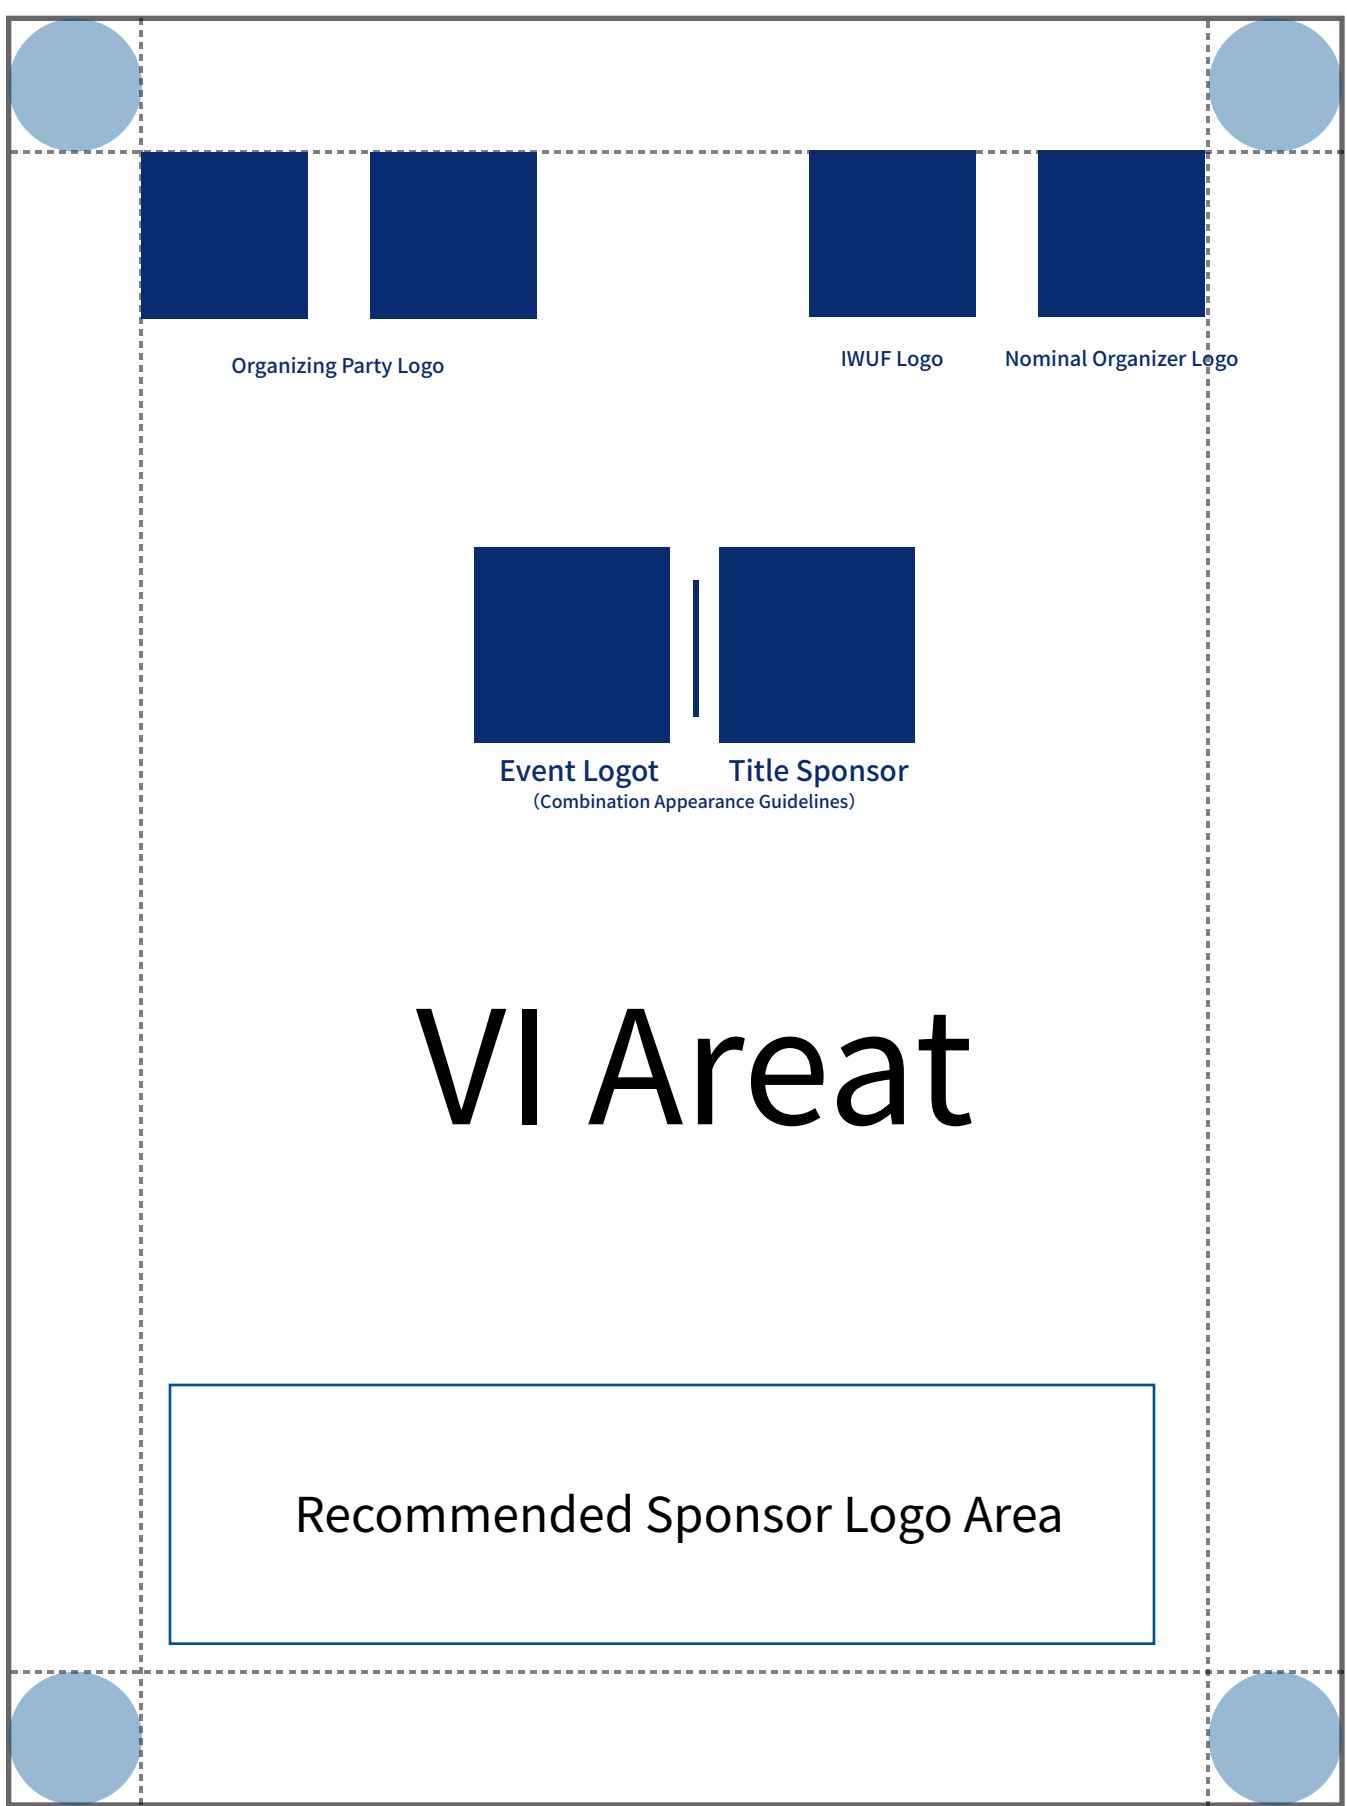 Organizing Party Logo
IWUF Logo
Nominal Organizer Logo
Event Logot
Title Sponsor
（Combination Appearance Guidelines）
VI Areat
Recommended Sponsor Logo Area